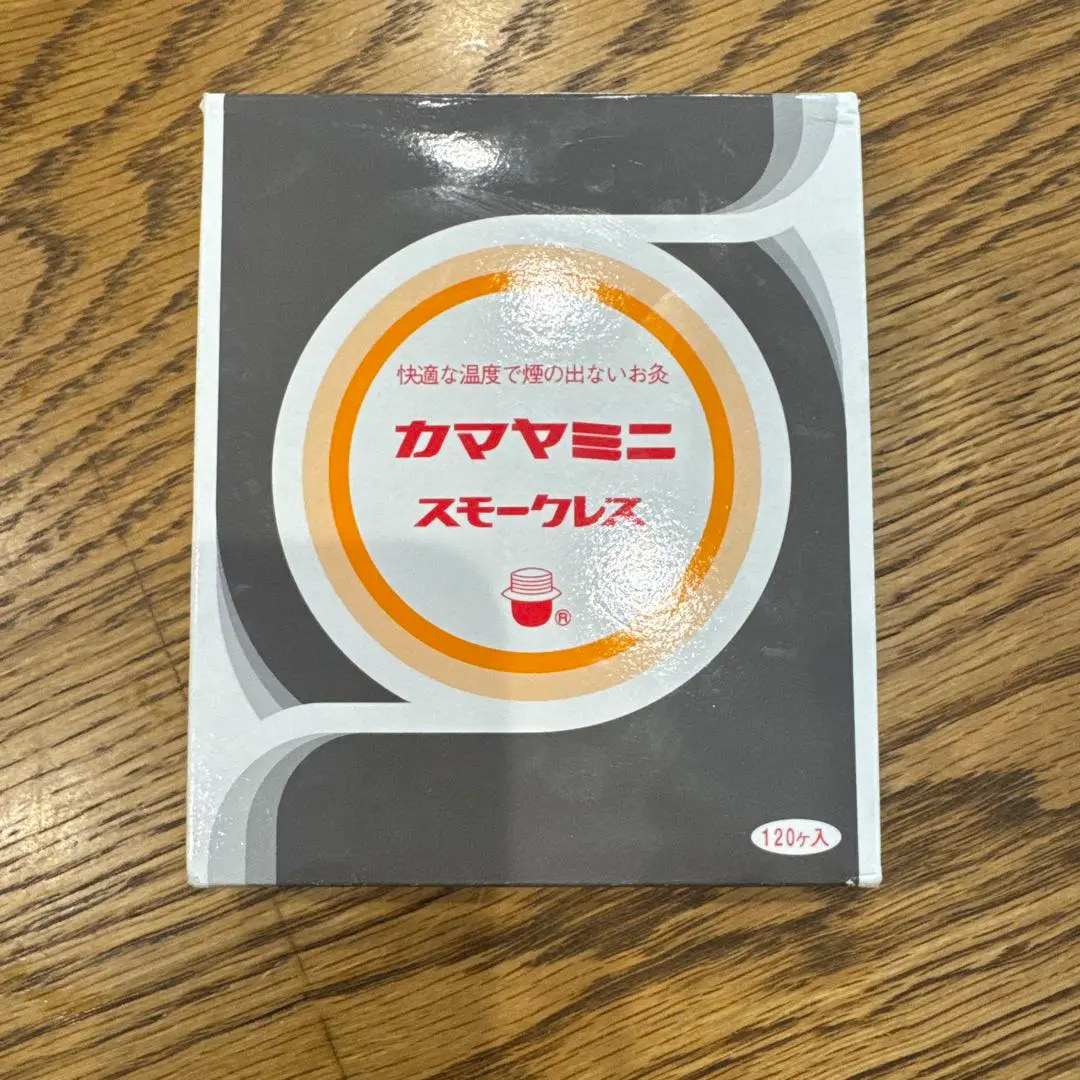 快適な温度で煙の出ないお灸
カマヤミニ
スモークレス
®
120ヶ入